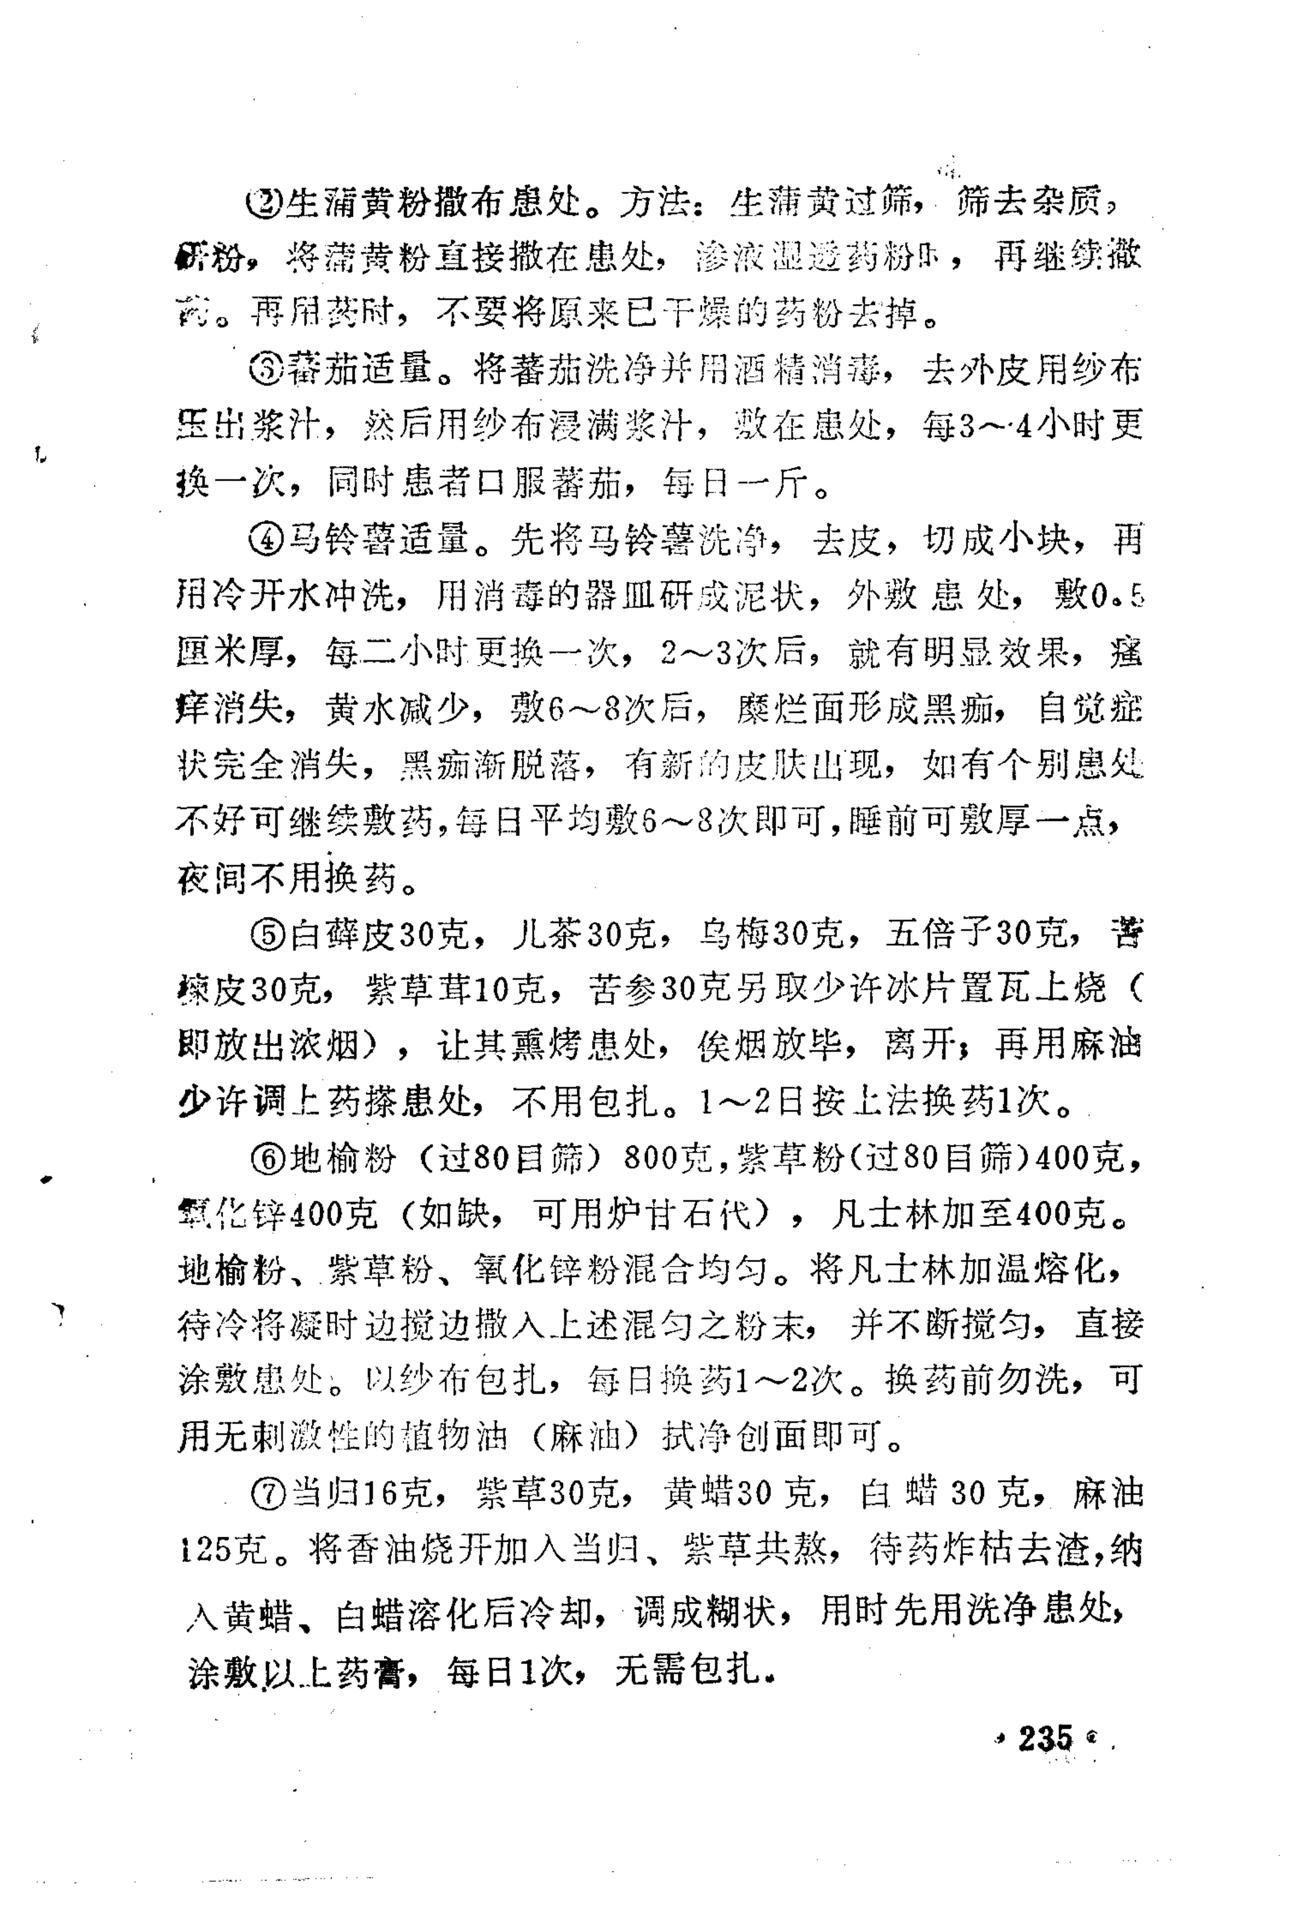 ②生蒲黄粉撒布患处。方法：生蒲黄过筛，筛去杂质，
研粉，将蒲黄粉直接撒在患处，渗液湿透药粉时，再继续撒
药。再用药时，不要将原来已干燥的药粉去掉。
③蕃茄适量。将蕃茄洗净并用酒精消毒，去外皮用纱布
压出浆汁，然后用纱布浸满浆汁，敷在患处，每3～4小时更
换一次，同时患者口服蕃茄，每日一斤。
④马铃薯适量。先将马铃薯洗净，去皮，切成小块，再
用冷开水冲洗，用消毒的器皿研成泥状，外敷患处，敷0.5
厘米厚，每二小时更换一次，2～3次后，就有明显效果，瘙
痒消失，黄水减少，敷6～8次后，糜烂面形成黑痂，自觉症
状完全消失，黑痂渐脱落，有新的皮肤出现，如有个别患处
不好可继续敷药，每日平均敷6～8次即可，睡前可敷厚一点，
夜间不用换药。
⑤白藓皮30克，儿茶30克，乌梅30克，五倍子30克，苦
楝皮30克，紫草茸10克，苦参30克另取少许冰片置瓦上烧（
即放出浓烟），让其熏烤患处，俟烟放毕，离开；再用麻油
少许调上药搽患处，不用包扎。1～2日按上法换药1次。
⑥地榆粉（过80目筛）800克，紫草粉（过80目筛）400克，
氧化锌400克（如缺，可用炉甘石代），凡士林加至400克。
地榆粉、紫草粉、氧化锌粉混合均匀。将凡士林加温熔化，
待冷将凝时边搅边撒入上述混匀之粉末，并不断搅匀，直接
涂敷患处。以纱布包扎，每日换药1～2次。换药前勿洗，可
用无刺激性的植物油（麻油）拭净创面即可。
⑦当归16克，紫草30克，黄蜡30克，白蜡30克，麻油
125克。将香油烧开加入当归、紫草共熬，待药炸枯去渣，纳
入黄蜡、白蜡溶化后冷却，调成糊状，用时先用洗净患处，
涂敷以上药膏，每日1次，无需包扎.
·235·